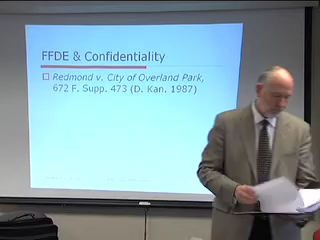 FFDE & Confidentiality
Redmond v. City of Overland Park,
672 F. Supp. 473 (D. Kan. 1987)